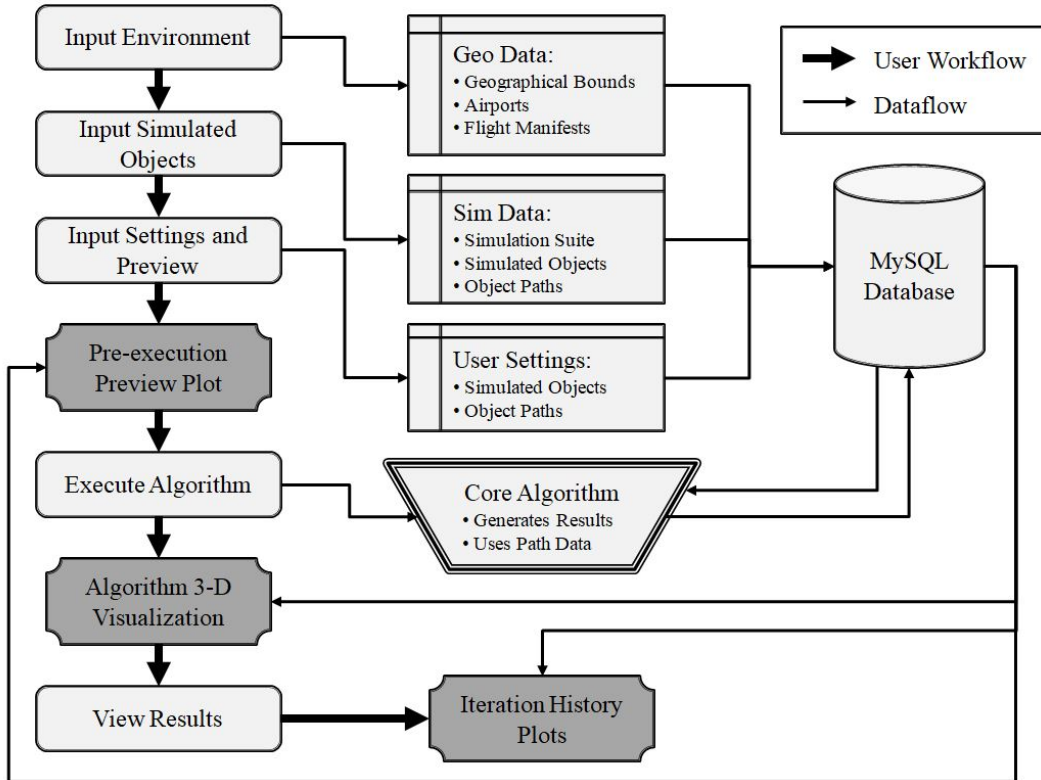 Input Environment
Input Simulated
Objects
Input Settings and
Preview
Pre-execution
Preview Plot
Execute Algorithm
Algorithm 3-D
Visualization
View Results
Geo Data:
• Geographical Bounds
• Airports
• Flight Manifests
Sim Data:
• Simulation Suite
• Simulated Objects
• Object Paths
User Settings:
• Simulated Objects
• Object Paths
Core Algorithm
• Generates Results
• Uses Path Data
Iteration History
Plots
User Workflow
Dataflow
MySQL
Database